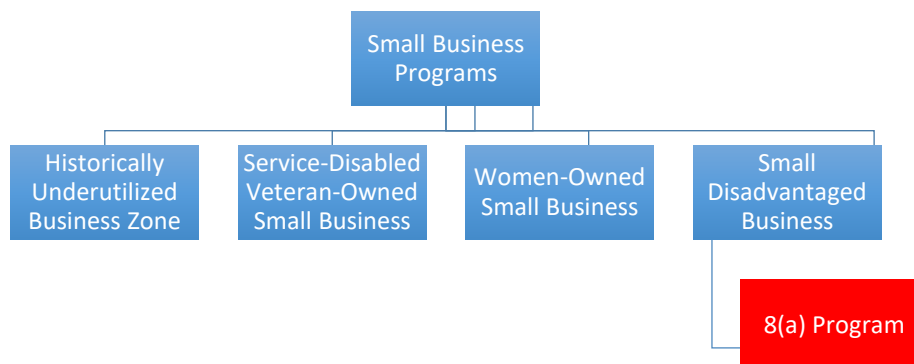 Small Business
Programs
Historically
Underutilized
Business Zone
Service-Disabled
Veteran-Owned
Small Business
Women-Owned
Small Business
Small
Disadvantaged
Business
8(a) Program